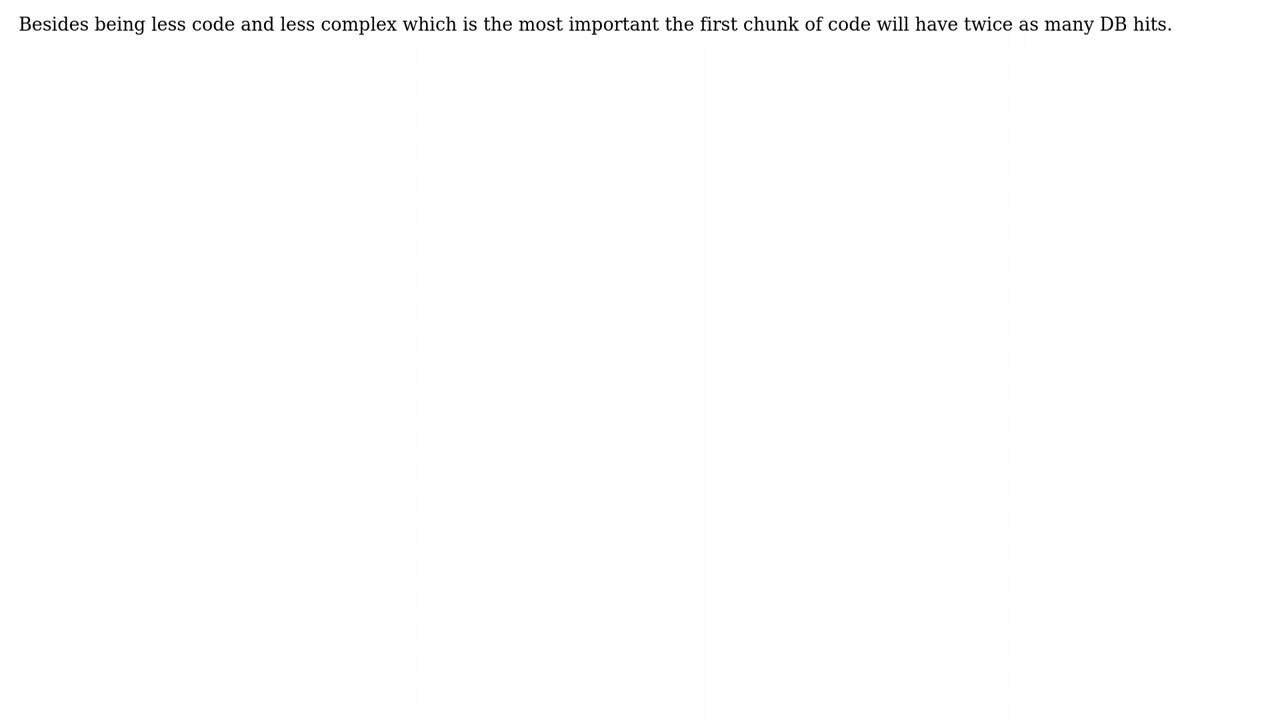 Besides being less code and less complex which is the most important the first chunk of code will have twice as many DB hits.